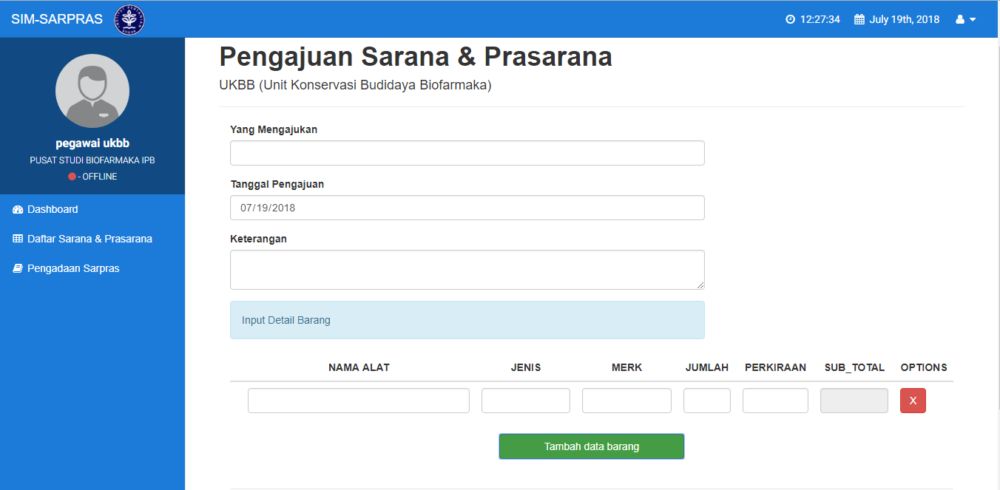 SIM-SARPRAS
12:27:34 July 19th, 2018
pegawai ukbb
PUSAT STUDI BIOFARMAKA IPB
- OFFLINE
Dashboard
Daftar Sarana & Prasarana
Pengadaan Sarpras
Pengajuan Sarana & Prasarana
UKBB (Unit Konservasi Budidaya Biofarmaka)
Yang Mengajukan
Tanggal Pengajuan
07/19/2018
Keterangan
Input Detail Barang
NAMA ALAT JENIS MERK JUMLAH PERKIRAAN SUB_TOTAL OPTIONS
X
Tambah data barang